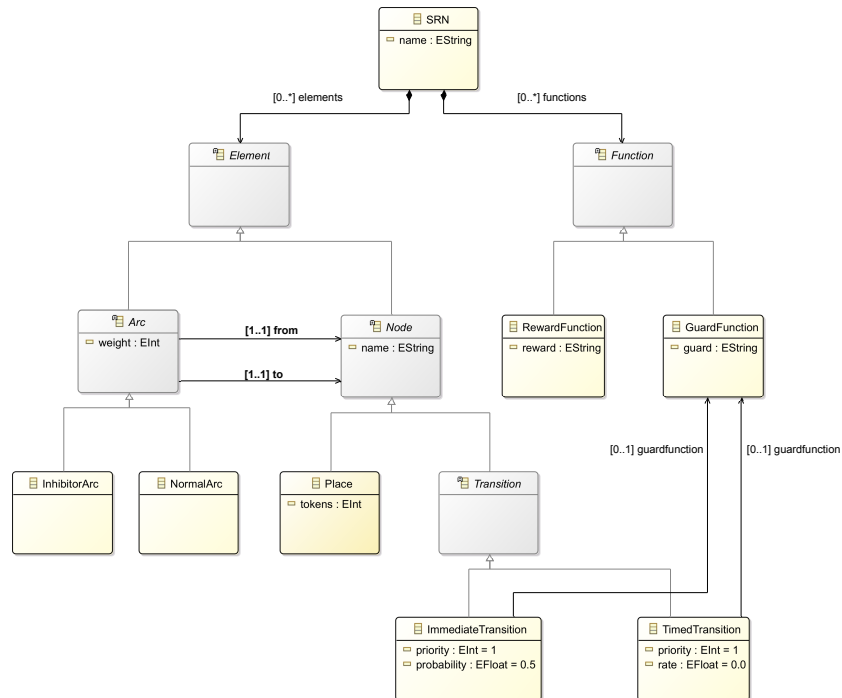 SRN
name : EString
[0..*] elements
[0..*] functions
Element
Function
Arc
weight : EInt
[1..1] from
[1..1] to
Node
name : EString
RewardFunction
reward : EString
GuardFunction
guard : EString
[0..1] guardfunction
[0..1] guardfunction
InhibitorArc
NormalArc
Place
tokens : EInt
Transition
ImmediateTransition
priority : EInt = 1
probability : EFloat = 0.5
TimedTransition
priority : EInt = 1
rate : EFloat = 0.0